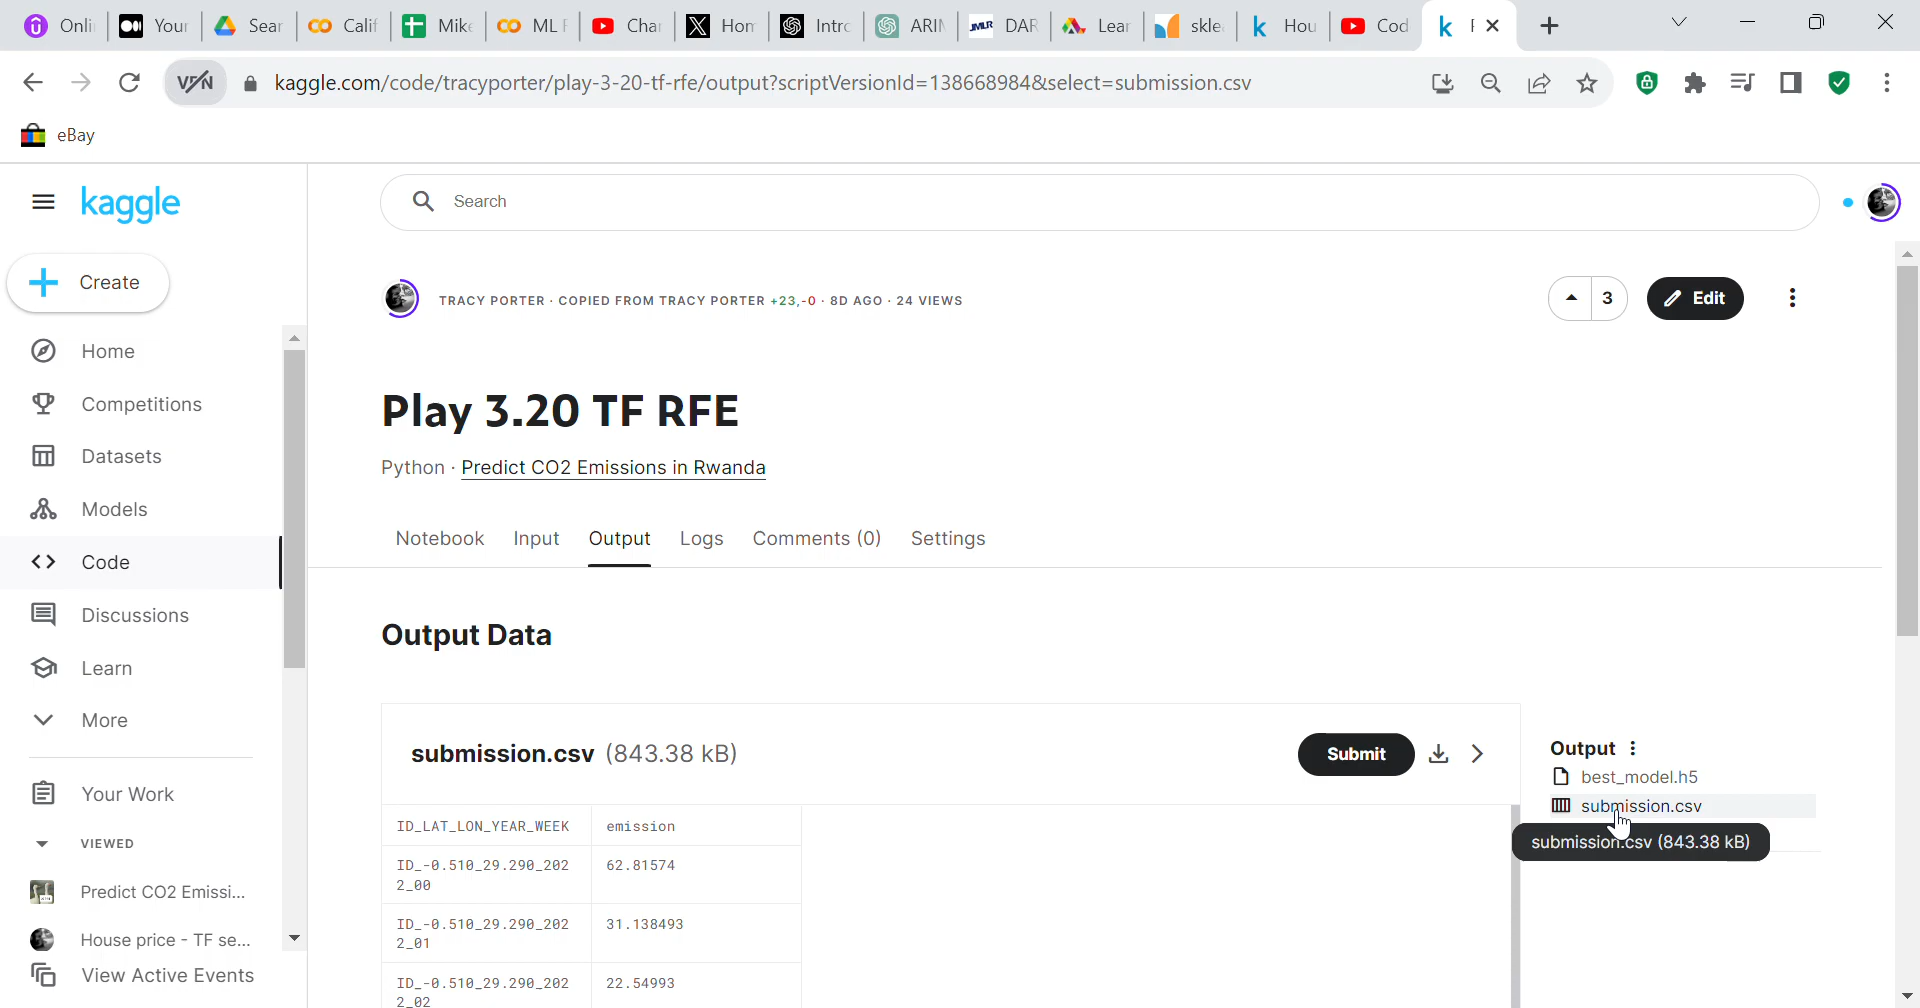 Onli Your Sear Calif Mike ML F Char X Hom Intro ARIN JMLR DAR Lear skle k Hou Cod k
VPN kaggle.com/code/tracyporter/play-3-20-tf-rfe/output?scriptVersionId=138668984&select=submission.csv
eBay
kaggle
Search
Create
TRACY PORTER · COPIED FROM TRACY PORTER +23,-0 · 8D AGO · 24 VIEWS
3
Edit
Home
Competitions
Datasets
Models
Code
Discussions
Learn
More
Your Work
VIEWED
Predict CO2 Emissi...
House price - TF se...
View Active Events
Play 3.20 TF RFE
Python · Predict CO2 Emissions in Rwanda
Notebook Input Output Logs Comments (0) Settings
Output Data
submission.csv (843.38 kB)
Submit
ID_LAT_LON_YEAR_WEEK emission
ID_-0.510_29.290_202 62.81574
2_00
ID_-0.510_29.290_202 31.138493
2_01
ID_-0.510_29.290_202 22.54993
2_02
Output
best_model.h5
submission.csv
submission.csv (843.38 kB)